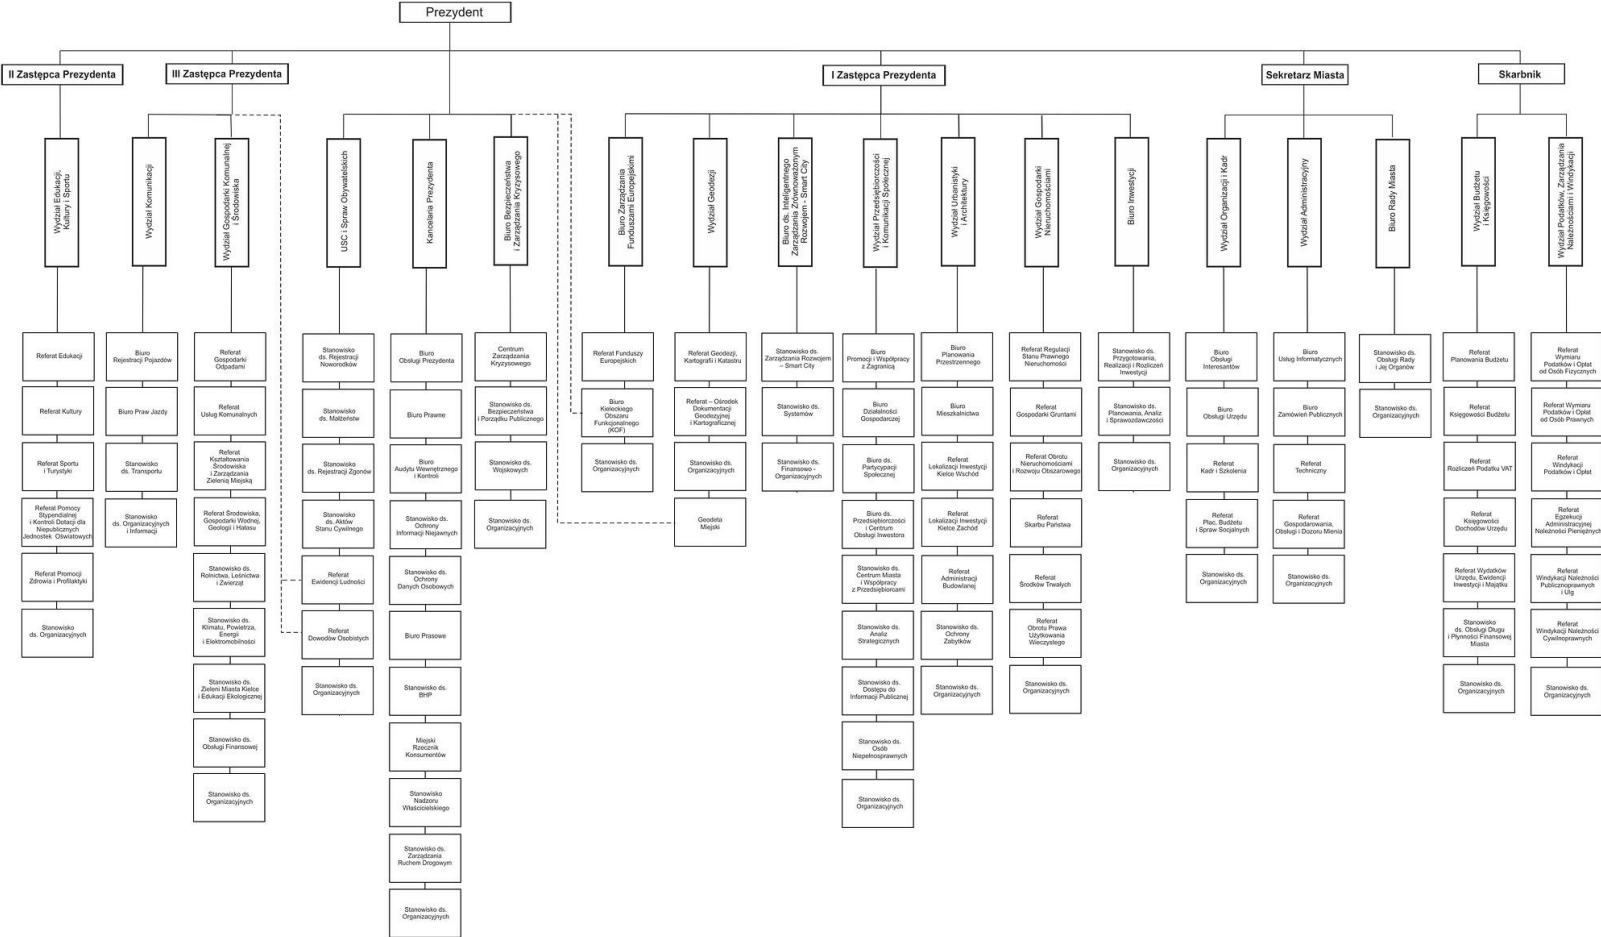 Prezydent
II Zastępca Prezydenta
III Zastępca Prezydenta
I Zastępca Prezydenta
Sekretarz Miasta
Skarbnik
Wydział Edukacji,
Kultury i Sportu
Wydział Komunikacji
Wydział Gospodarki Komunalnej
i Środowiska
USC i Spraw Obywatelskich
Kancelaria Prezydenta
Biuro Bezpieczeństwa
i Zarządzania Kryzysowego
Biuro Zarządzania
Funduszami Europejskimi
Wydział Geodezji
Biuro ds. Inteligentnego
Zarządzania Zrównoważonym
Rozwojem - Smart City
Wydział Przedsiębiorczości
i Komunikacji Społecznej
Wydział Urbanistyki
i Architektury
Wydział Gospodarki
Nieruchomościami
Biuro Inwestycji
Wydział Organizacji i Kadr
Wydział Administracyjny
Biuro Rady Miasta
Wydział Budżetu
i Księgowości
Wydział Podatków, Zarządzania
Należnościami i Windykacji
Referat Edukacji
Referat Kultury
Referat Sportu
i Turystyki
Referat Pomocy
Stypendialnej
i Kontroli Dotacji dla
Niepublicznych
Jednostek Oświatowych
Referat Promocji
Zdrowia i Profilaktyki
Stanowisko
ds. Organizacyjnych
Biuro
Rejestracji Pojazdów
Biuro Praw Jazdy
Stanowisko
ds. Transportu
Stanowisko
ds. Organizacyjnych
i Informacji
Referat
Gospodarki
Odpadami
Referat
Usług Komunalnych
Referat
Kształtowania
Środowiska
i Zarządzania
Zielenią Miejską
Referat Środowiska,
Gospodarki Wodnej,
Geologii i Hałasu
Stanowisko ds.
Rolnictwa, Leśnictwa
i Zwierząt
Stanowisko ds.
Klimatu, Powietrza,
Energii
i Elektromobilności
Stanowisko ds.
Zieleni Miasta Kielce
i Edukacji Ekologicznej
Stanowisko ds.
Obsługi Finansowej
Stanowisko ds.
Organizacyjnych
Stanowisko
ds. Rejestracji
Noworodków
Stanowisko
ds. Małżeństw
Stanowisko
ds. Rejestracji Zgonów
Stanowisko
ds. Aktów
Stanu Cywilnego
Referat
Ewidencji Ludności
Referat
Dowodów Osobistych
Stanowisko ds.
Organizacyjnych
Biuro
Obsługi Prezydenta
Biuro Prawne
Biuro
Audytu Wewnętrznego
i Kontroli
Stanowisko ds.
Ochrony
Informacji Niejawnych
Stanowisko ds.
Ochrony
Danych Osobowych
Biuro Prasowe
Stanowisko ds.
BHP
Miejski
Rzecznik
Konsumentów
Stanowisko
Nadzoru
Właścicielskiego
Stanowisko ds.
Zarządzania
Ruchem Drogowym
Stanowisko ds.
Organizacyjnych
Centrum
Zarządzania
Kryzysowego
Stanowisko ds.
Bezpieczeństwa
i Porządku Publicznego
Stanowisko ds.
Wojskowych
Stanowisko ds.
Organizacyjnych
Referat Funduszy
Europejskich
Biuro
Kieleckiego
Obszaru
Funkcjonalnego
(KOF)
Stanowisko ds.
Organizacyjnych
Referat Geodezji,
Kartografii i Katastru
Referat – Ośrodek
Dokumentacji
Geodezyjnej
i Kartograficznej
Stanowisko ds.
Organizacyjnych
Geodeta
Miejski
Stanowisko ds.
Zarządzania Rozwojem
– Smart City
Stanowisko ds.
Systemów
Stanowisko ds.
Finansowo -
Organizacyjnych
Biuro
Promocji i Współpracy
z Zagranicą
Biuro
Działalności
Gospodarczej
Biuro ds.
Partycypacji
Społecznej
Biuro ds.
Przedsiębiorczości
i Centrum
Obsługi Inwestora
Stanowisko ds.
Centrum Miasta
i Współpracy
z Przedsiębiorcami
Stanowisko ds.
Analiz
Strategicznych
Stanowisko ds.
Dostępu do
Informacji Publicznej
Stanowisko ds.
Osób
Niepełnosprawnych
Stanowisko ds.
Organizacyjnych
Biuro
Planowania
Przestrzennego
Biuro
Mieszkalnictwa
Referat
Lokalizacji Inwestycji
Kielce Wschód
Referat
Lokalizacji Inwestycji
Kielce Zachód
Referat
Administracji
Budowlanej
Stanowisko ds.
Ochrony
Zabytków
Stanowisko ds.
Organizacyjnych
Referat Regulacji
Stanu Prawnego
Nieruchomości
Referat
Gospodarki Gruntami
Referat Obrotu
Nieruchomościami
i Rozwoju Obszarowego
Referat
Skarbu Państwa
Referat
Środków Trwałych
Referat
Obrotu Prawa
Użytkowania
Wieczystego
Stanowisko ds.
Organizacyjnych
Stanowisko ds.
Przygotowania,
Realizacji i Rozliczeń
Inwestycji
Stanowisko ds.
Planowania, Analiz
i Sprawozdawczości
Stanowisko ds.
Organizacyjnych
Biuro
Obsługi
Interesantów
Biuro
Obsługi Urzędu
Referat
Kadr i Szkolenia
Referat
Płac, Budżetu
i Spraw Socjalnych
Stanowisko ds.
Organizacyjnych
Biuro
Usług Informatycznych
Biuro
Zamówień Publicznych
Referat
Techniczny
Referat
Gospodarowania,
Obsługi i Dozoru Mienia
Stanowisko ds.
Organizacyjnych
Stanowisko ds.
Obsługi Rady
i Jej Organów
Stanowisko ds.
Organizacyjnych
Referat
Planowania Budżetu
Referat
Księgowości Budżetu
Referat
Rozliczeń Podatku VAT
Referat
Księgowości
Dochodów Urzędu
Referat Wydatków
Urzędu, Ewidencji
Inwestycji i Majątku
Stanowisko
ds. Obsługi Długu
i Płynności Finansowej
Miasta
Stanowisko ds.
Organizacyjnych
Referat
Wymiaru
Podatków i Opłat
od Osób Fizycznych
Referat Wymiaru
Podatków i Opłat
od Osób Prawnych
Referat
Windykacji
Podatków i Opłat
Referat
Egzekucji
Administracyjnej
Należności Pieniężnych
Referat
Windykacji Należności
Publicznoprawnych
i Ulg
Referat
Windykacji Należności
Cywilnoprawnych
Stanowisko ds.
Organizacyjnych